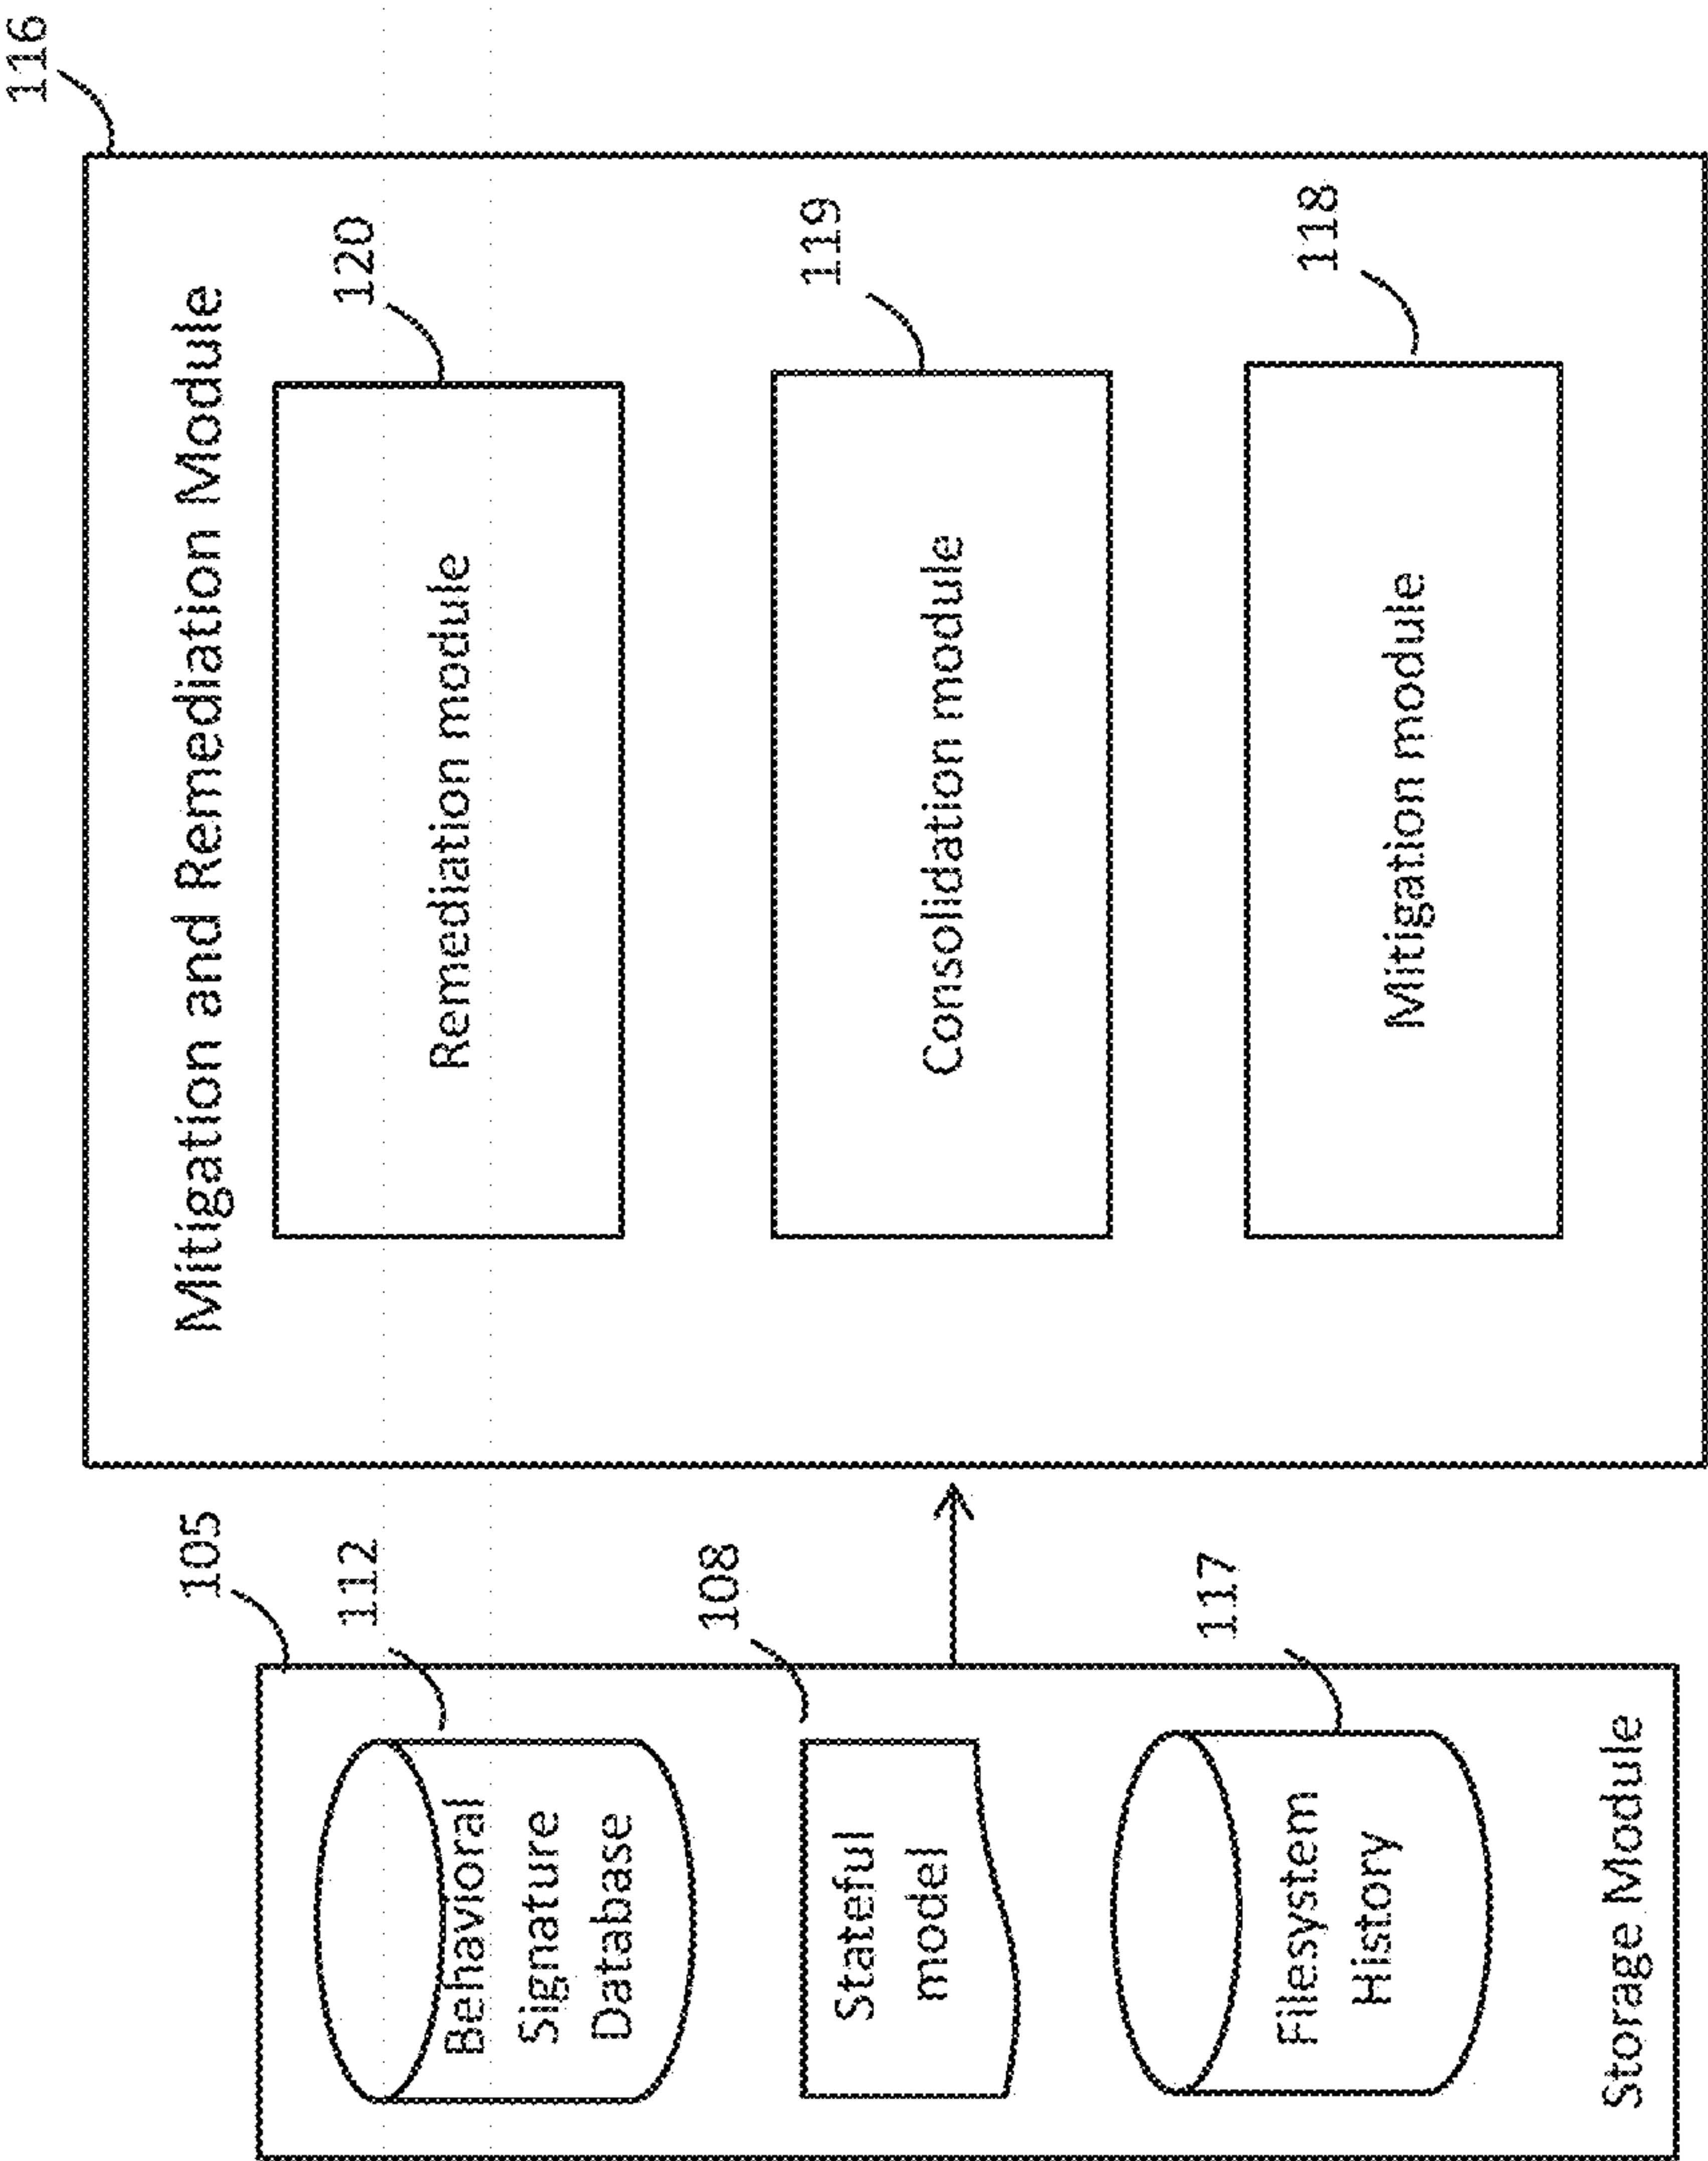 105
112
Behavioral
Signature
Database
108
Stateful
model
117
Filesystem
History
Storage Module
116
Mitigation and Remediation Module
120
Remediation module
119
Consolidation module
118
Mitigation module